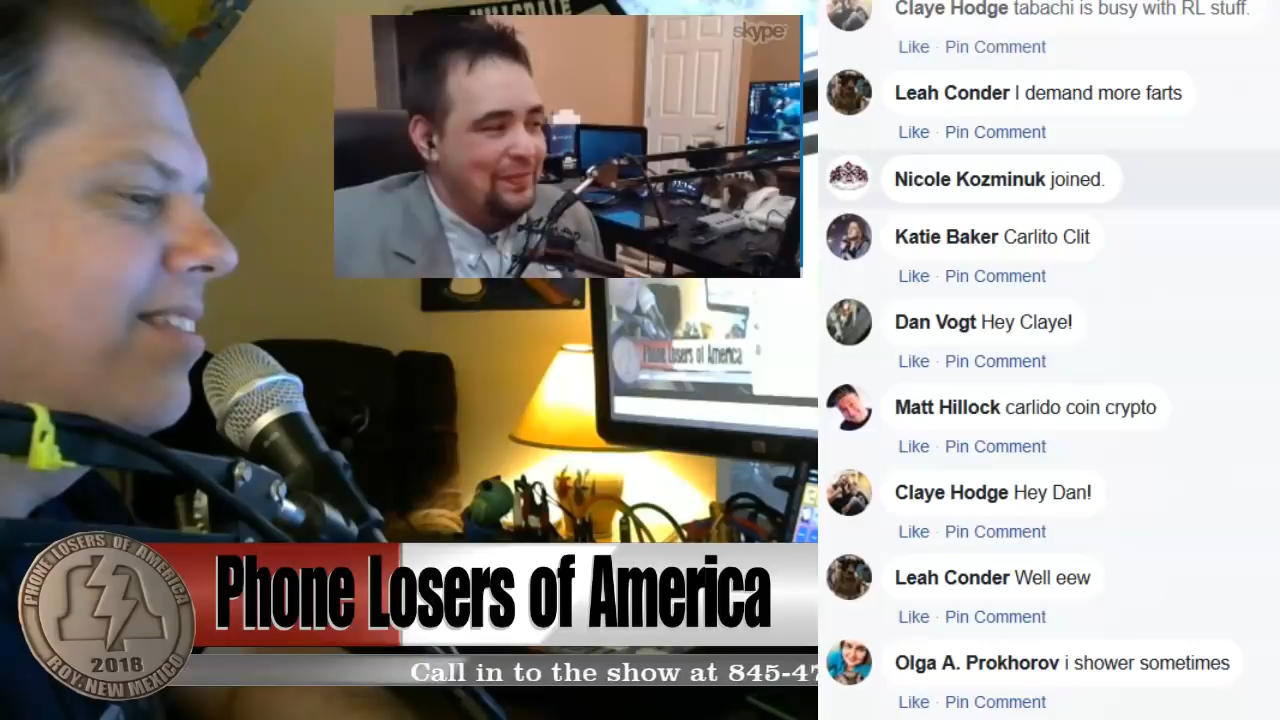 HILLSDALE
skype
Phone Losers of America
PHONE LOSERS OF AMERICA
2018
ROY, NEW MEXICO
Phone Losers of America
Call in to the show at 845-47
Claye Hodge tabachi is busy with RL stuff.
Like · Pin Comment
Leah Conder I demand more farts
Like · Pin Comment
Nicole Kozminuk joined.
Katie Baker Carlito Clit
Like · Pin Comment
Dan Vogt Hey Claye!
Like · Pin Comment
Matt Hillock carlido coin crypto
Like · Pin Comment
Claye Hodge Hey Dan!
Like · Pin Comment
Leah Conder Well eew
Like · Pin Comment
Olga A. Prokhorov i shower sometimes
Like · Pin Comment